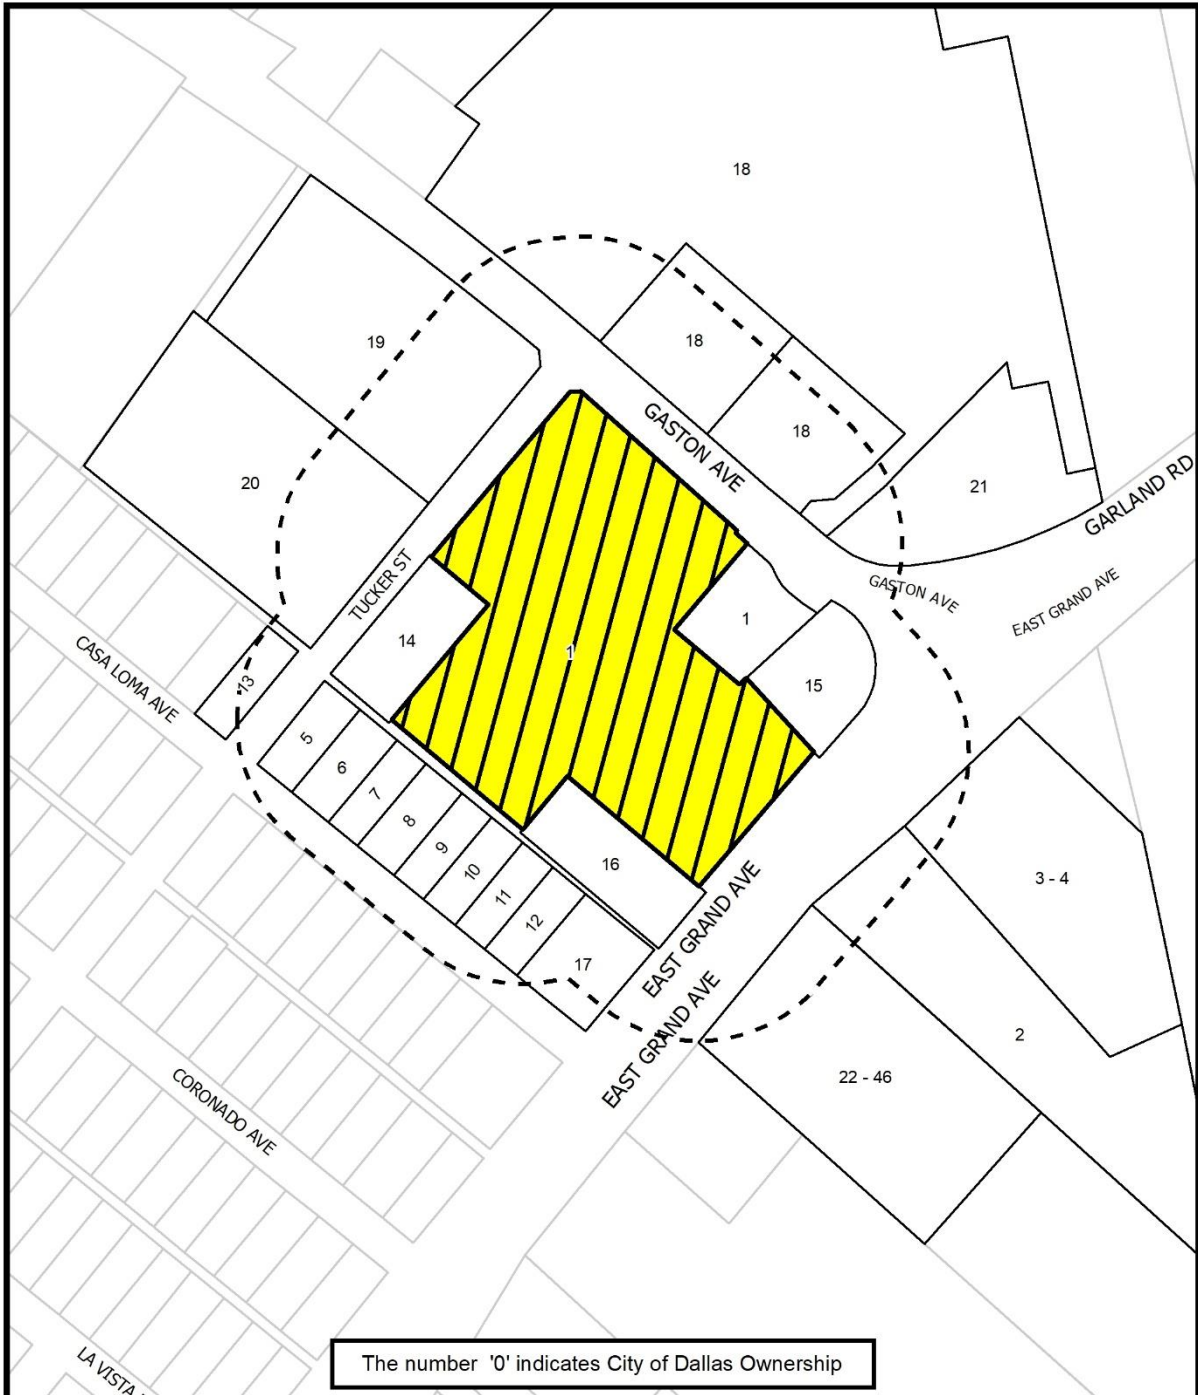 18
19
18
18
20
21
GASTON AVE
GARLAND RD
GASTON AVE
EAST GRAND AVE
TUCKER ST
14
1
1
15
13
CASA LOMA AVE
5
6
7
8
9
10
11
12
16
17
EAST GRAND AVE
EAST GRAND AVE
3 - 4
2
22 - 46
CORONADO AVE
LA VISTA
The number '0' indicates City of Dallas Ownership